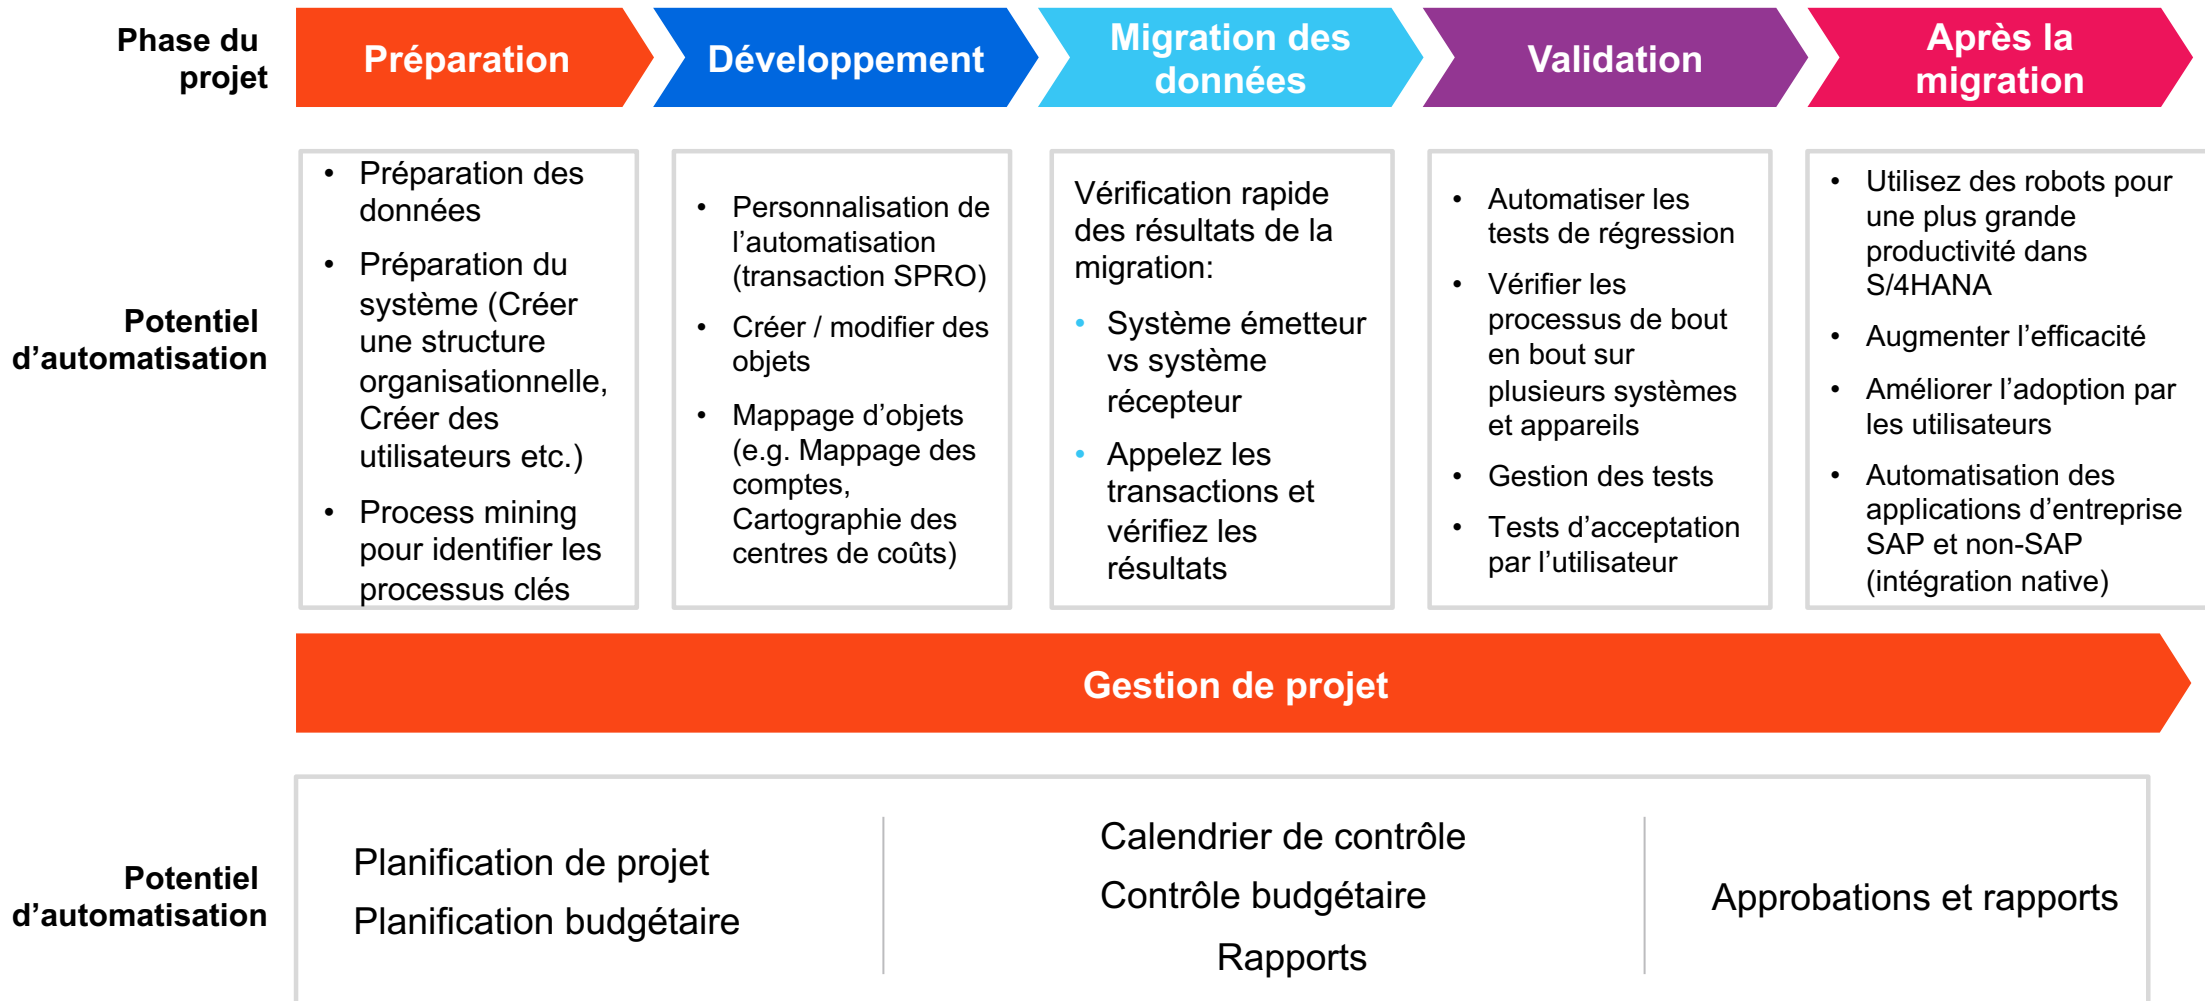 Phase du
projet
Préparation
Développement
Migration des
données
Validation
Après la
migration
Potentiel
d’automatisation
• Préparation des
données
• Préparation du
système (Créer
une structure
organisationnelle,
Créer des
utilisateurs etc.)
• Process mining
pour identifier les
processus clés
• Personnalisation de
l’automatisation
(transaction SPRO)
• Créer / modifier des
objets
• Mappage d’objets
(e.g. Mappage des
comptes,
Cartographie des
centres de coûts)
Vérification rapide
des résultats de la
migration:
• Système émetteur
vs système
récepteur
• Appelez les
transactions et
vérifiez les
résultats
• Automatiser les
tests de régression
• Vérifier les
processus de bout
en bout sur
plusieurs systèmes
et appareils
• Gestion des tests
• Tests d’acceptation
par l’utilisateur
• Utilisez des robots pour
une plus grande
productivité dans
S/4HANA
• Augmenter l’efficacité
• Améliorer l’adoption par
les utilisateurs
• Automatisation des
applications d’entreprise
SAP et non-SAP
(intégration native)
Gestion de projet
Potentiel
d’automatisation
Planification de projet
Planification budgétaire
Calendrier de contrôle
Contrôle budgétaire
Rapports
Approbations et rapports